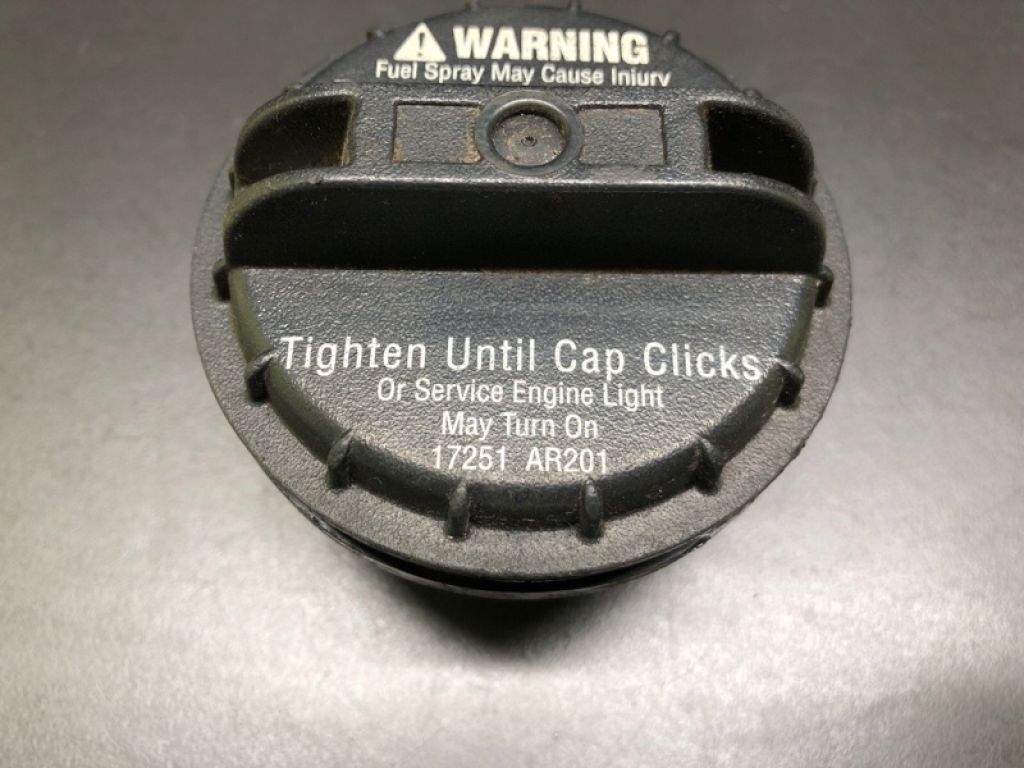 WARNING
Fuel Spray May Cause Injury
Tighten Until Cap Clicks
Or Service Engine Light
May Turn On
17251 AR201